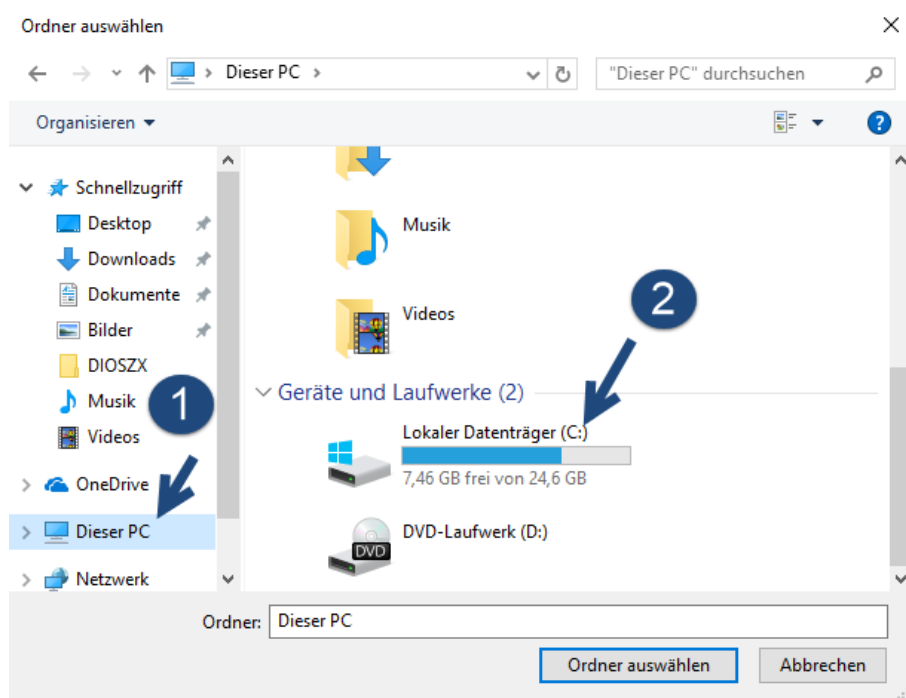 Ordner auswählen
Dieser PC
"Dieser PC" durchsuchen
Organisieren
?
Schnellzugriff
Desktop
Downloads
Dokumente
Bilder
DIOSZX
Musik
Videos
OneDrive
Dieser PC
Netzwerk
1
Musik
Videos
2
Geräte und Laufwerke (2)
Lokaler Datenträger (C:)
7,46 GB frei von 24,6 GB
DVD
DVD-Laufwerk (D:)
Ordner: Dieser PC
Ordner auswählen Abbrechen